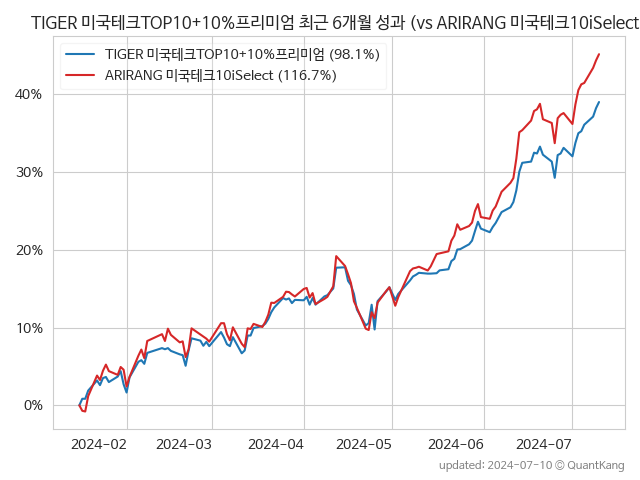 TIGER 미국테크TOP10+10%프리미엄 최근 6개월 성과 (vs ARIRANG 미국테크10iSelect
TIGER 미국테크TOP10+10%프리미엄 (98.1%)
ARIRANG 미국테크10iSelect (116.7%)
40%
30%
20%
10%
0%
2024-02 2024-03 2024-04 2024-05 2024-06 2024-07
updated: 2024-07-10 © QuantKang